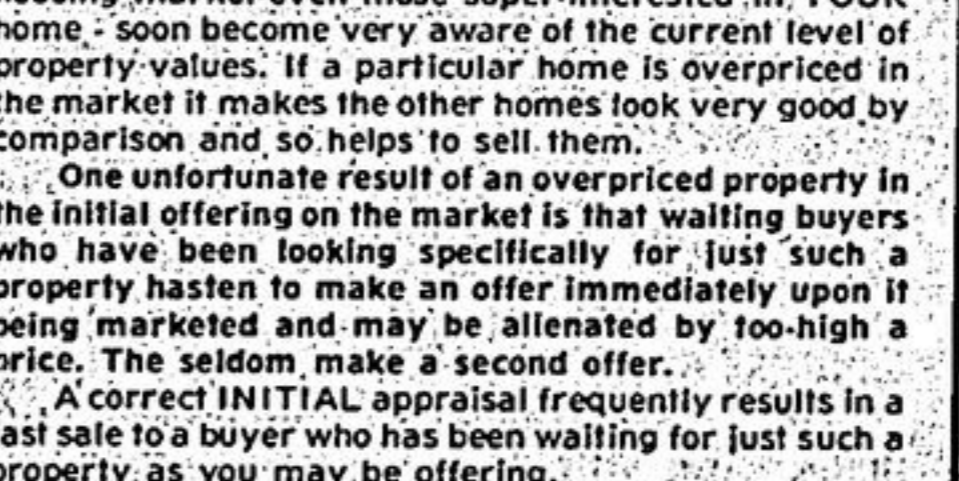 home - soon become very aware of the current level of
property values. If a particular home is overpriced in
the market it makes the other homes look very good by
comparison and so helps to sell them.
One unfortunate result of an overpriced property in
the initial offering on the market is that waiting buyers
who have been looking specifically for just such a
property hasten to make an offer immediately upon it
being marketed and may be alienated by too-high a
price. The seldom make a second offer.
A correct INITIAL appraisal frequently results in a
fast sale to a buyer who has been waiting for just such a
property as you may be offering.